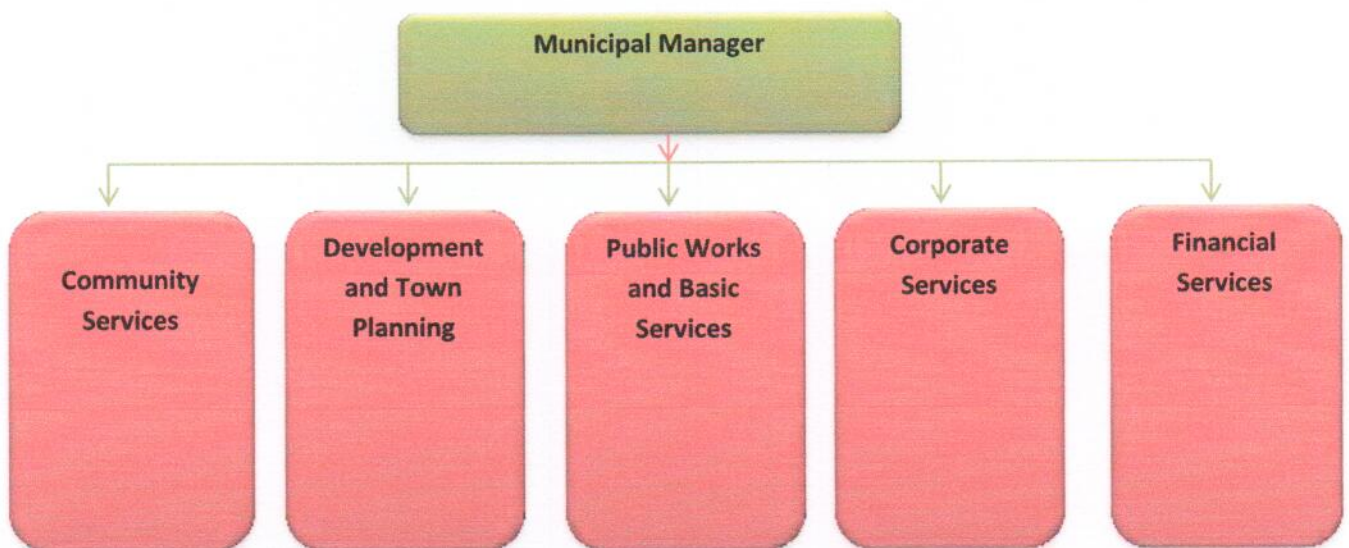 Municipal Manager
Community
Services
Development
and Town
Planning
Public Works
and Basic
Services
Corporate
Services
Financial
Services